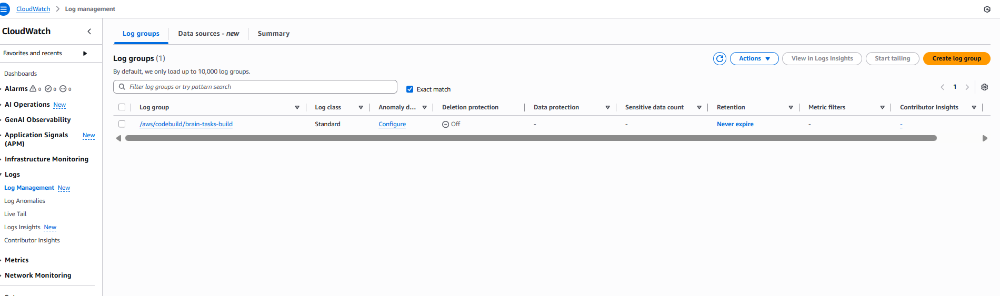 CloudWatch > Log management
CloudWatch
Favorites and recents
Dashboards
Alarms 0 0 0
AI Operations New
GenAI Observability
Application Signals New
(APM)
Infrastructure Monitoring
Logs
Log Management New
Log Anomalies
Live Tail
Logs Insights New
Contributor Insights
Metrics
Network Monitoring
Log groups Data sources - new Summary
Log groups (1)
Actions View in Logs Insights Start tailing Create log group
By default, we only load up to 10,000 log groups.
Filter log groups or try pattern search Exact match 1
Log group Log class Anomaly d... Deletion protection Data protection Sensitive data count Retention Metric filters Contributor Insights
/aws/codebuild/brain-tasks-build Standard Configure Off - - Never expire - -